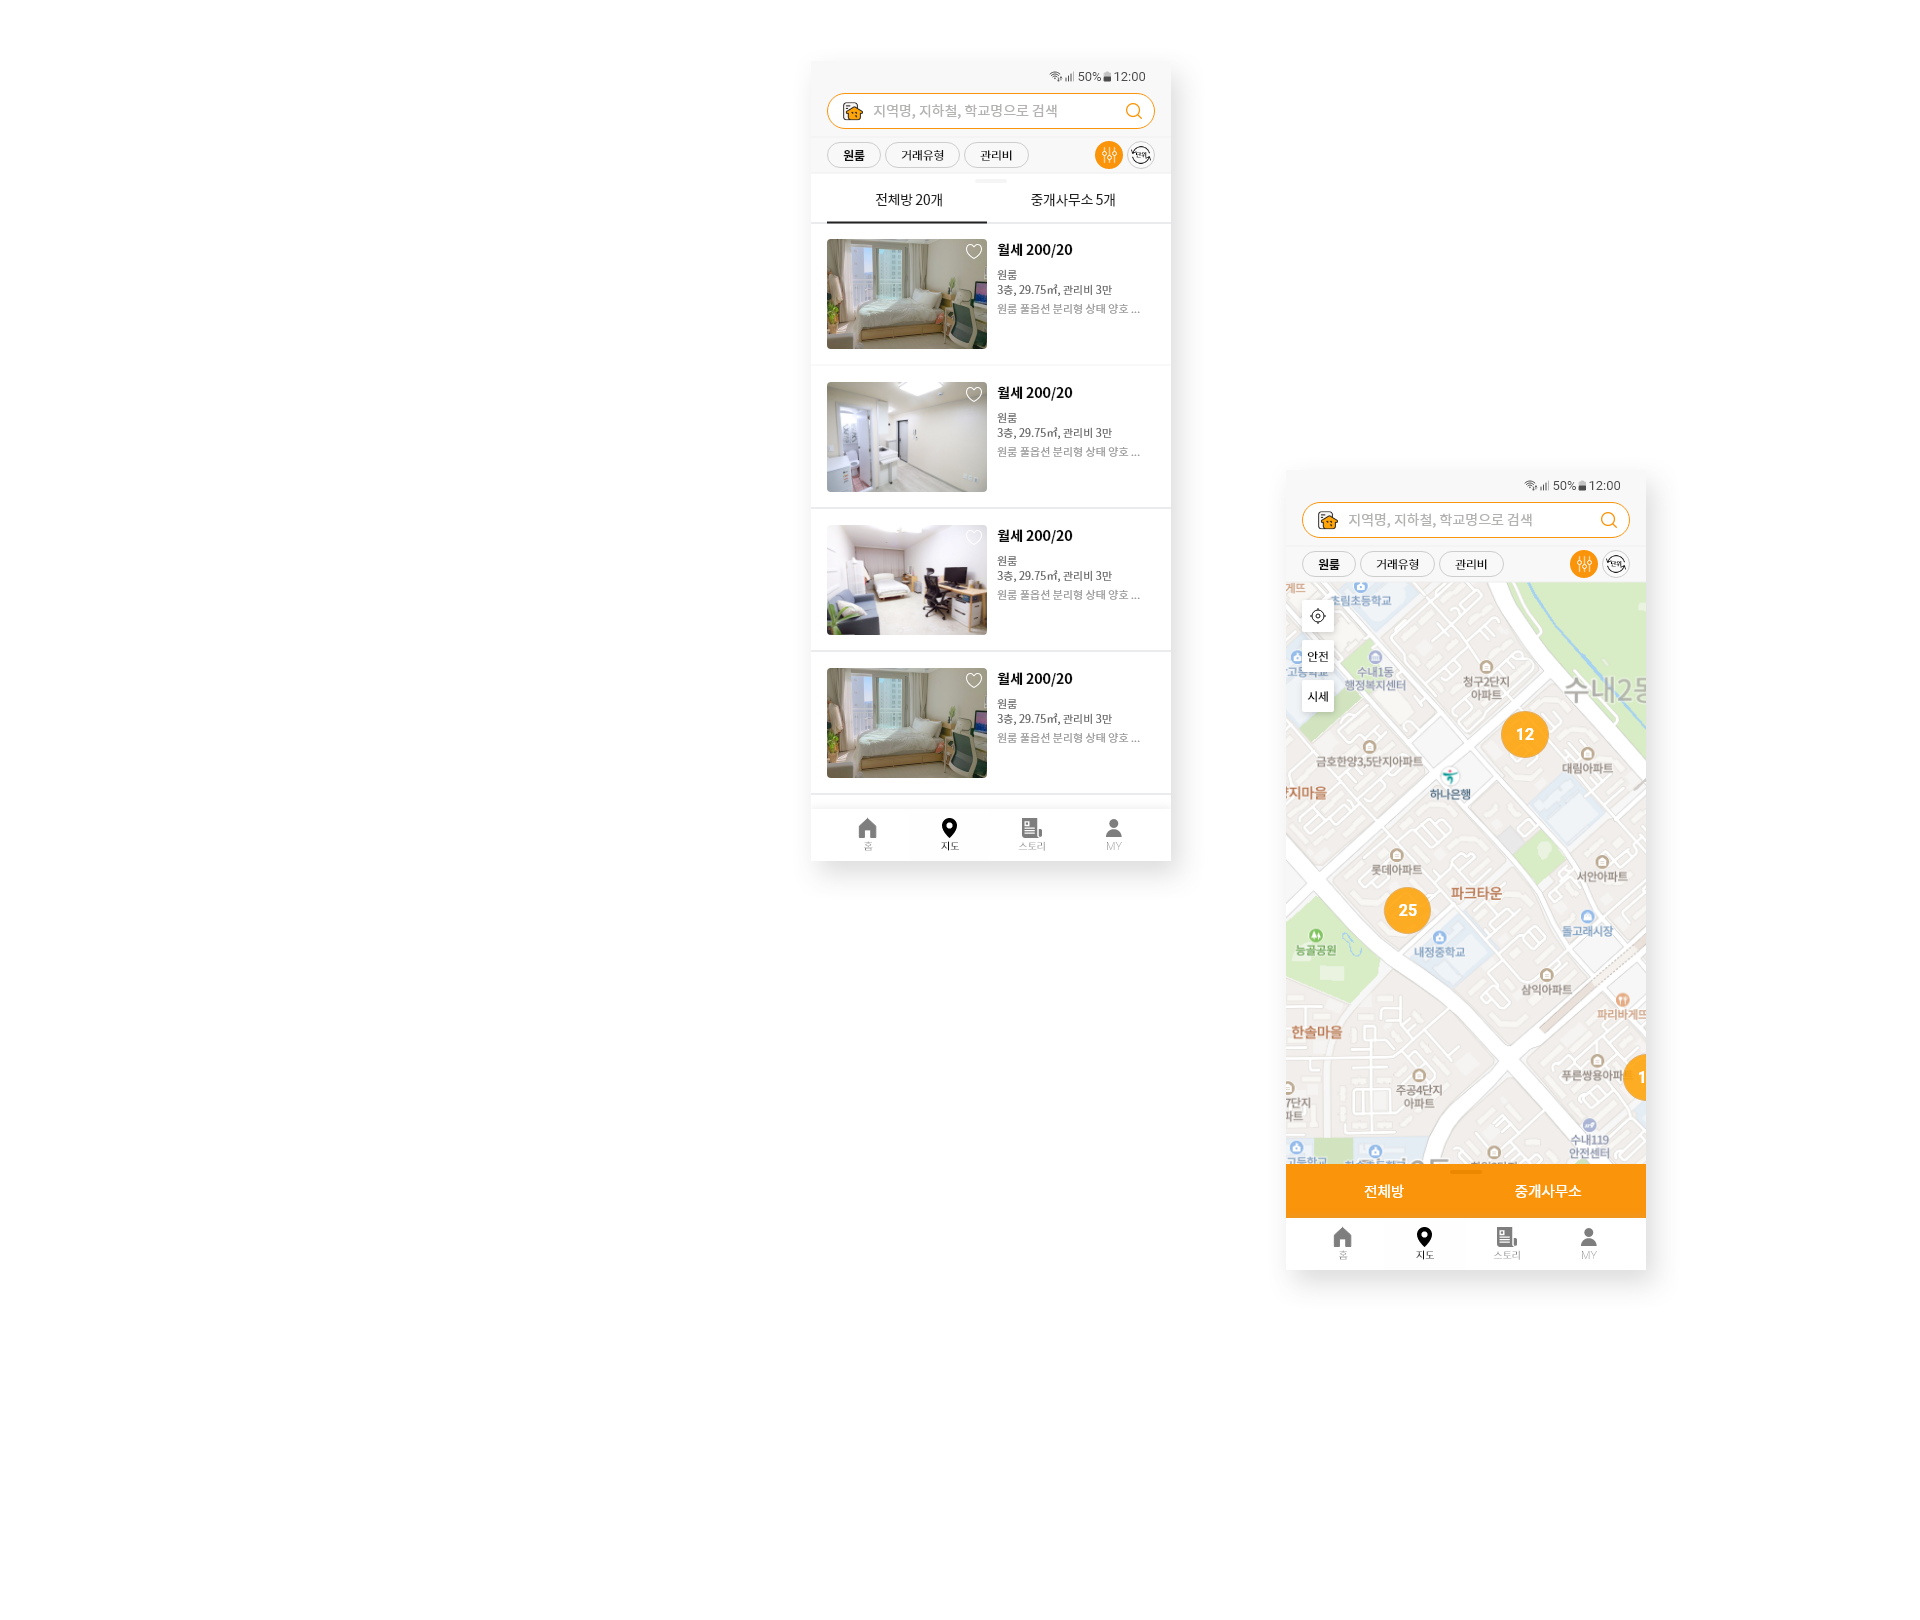 50% 12:00
지역명, 지하철, 학교명으로 검색
원룸 거래유형 관리비 단위
전체방 20개 중개사무소 5개
월세 200/20
원룸
3층, 29.75㎡, 관리비 3만
원룸 풀옵션 분리형 상태 양호 ...
월세 200/20
원룸
3층, 29.75㎡, 관리비 3만
원룸 풀옵션 분리형 상태 양호 ...
월세 200/20
원룸
3층, 29.75㎡, 관리비 3만
원룸 풀옵션 분리형 상태 양호 ...
월세 200/20
원룸
3층, 29.75㎡, 관리비 3만
원룸 풀옵션 분리형 상태 양호 ...
홈 지도 스토리 MY
50% 12:00
지역명, 지하철, 학교명으로 검색
원룸 거래유형 관리비 단위
게뜨
초림초등학교
안전
고등학교
수내1동
행정복지센터
청구2단지
아파트
수내2동
시세
12
금호한양3,5단지아파트
대림아파트
하나은행
지마을
롯데아파트
서안아파트
파크타운
25
돌고래시장
능골공원
내정중학교
삼익아파트
파리바게뜨
한솔마을
푸른쌍용아파
1
주공4단지
아파트
7단지
파트
수내119
안전센터
고등학교
전체방 중개사무소
홈 지도 스토리 MY